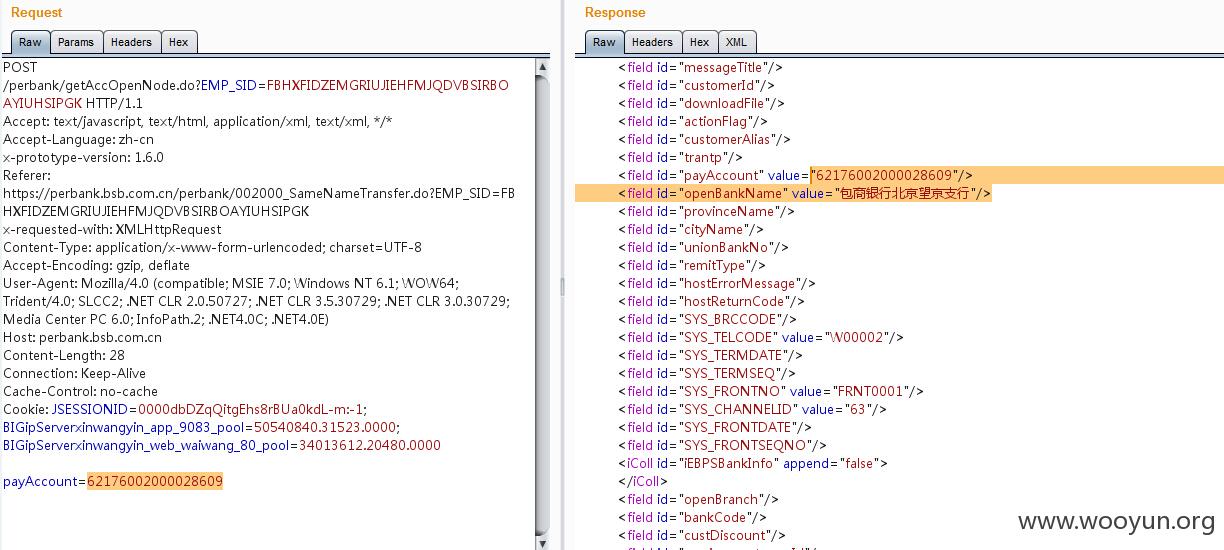 Request
Raw Params Headers Hex
POST
/perbank/getAccOpenNode.do?EMP_SID=FBHXFIDZEMGRIUJIEHFMJQDVBSIRBO
AYIUHSIPGK HTTP/1.1
Accept: text/javascript, text/html, application/xml, text/xml, */*
Accept-Language: zh-cn
x-prototype-version: 1.6.0
Referer:
https://perbank.bsb.com.cn/perbank/002000_SameNameTransfer.do?EMP_SID=FB
HXFIDZEMGRIUJIEHFMJQDVBSIRBOAYIUHSIPGK
x-requested-with: XMLHttpRequest
Content-Type: application/x-www-form-urlencoded; charset=UTF-8
Accept-Encoding: gzip, deflate
User-Agent: Mozilla/4.0 (compatible; MSIE 7.0; Windows NT 6.1; WOW64;
Trident/4.0; SLCC2; .NET CLR 2.0.50727; .NET CLR 3.5.30729; .NET CLR 3.0.30729;
Media Center PC 6.0; InfoPath.2; .NET4.0C; .NET4.0E)
Host: perbank.bsb.com.cn
Content-Length: 28
Connection: Keep-Alive
Cache-Control: no-cache
Cookie: JSESSIONID=0000dbDZqQitgEhs8rBUa0kdL-m:-1;
BIGipServerxinwangyin_app_9083_pool=50540840.31523.0000;
BIGipServerxinwangyin_web_waiwang_80_pool=34013612.20480.0000
payAccount=62176002000028609
Response
Raw Headers Hex XML
<field id="messageTitle"/>
<field id="customerId"/>
<field id="downloadFile"/>
<field id="actionFlag"/>
<field id="customerAlias"/>
<field id="trantp"/>
<field id="payAccount" value="62176002000028609"/>
<field id="openBankName" value="包商银行北京望京支行"/>
<field id="provinceName"/>
<field id="cityName"/>
<field id="unionBankNo"/>
<field id="remitType"/>
<field id="hostErrorMessage"/>
<field id="hostReturnCode"/>
<field id="SYS_BRCCODE"/>
<field id="SYS_TELCODE" value="W00002"/>
<field id="SYS_TERMDATE"/>
<field id="SYS_TERMSEQ"/>
<field id="SYS_FRONTNO" value="FRNT0001"/>
<field id="SYS_CHANNELID" value="63"/>
<field id="SYS_FRONTDATE"/>
<field id="SYS_FRONTSEQNO"/>
<iColl id="iEBPSBankInfo" append="false">
</iColl>
<field id="openBranch"/>
<field id="bankCode"/>
<field id="custDiscount"/>
www.wooyun.org